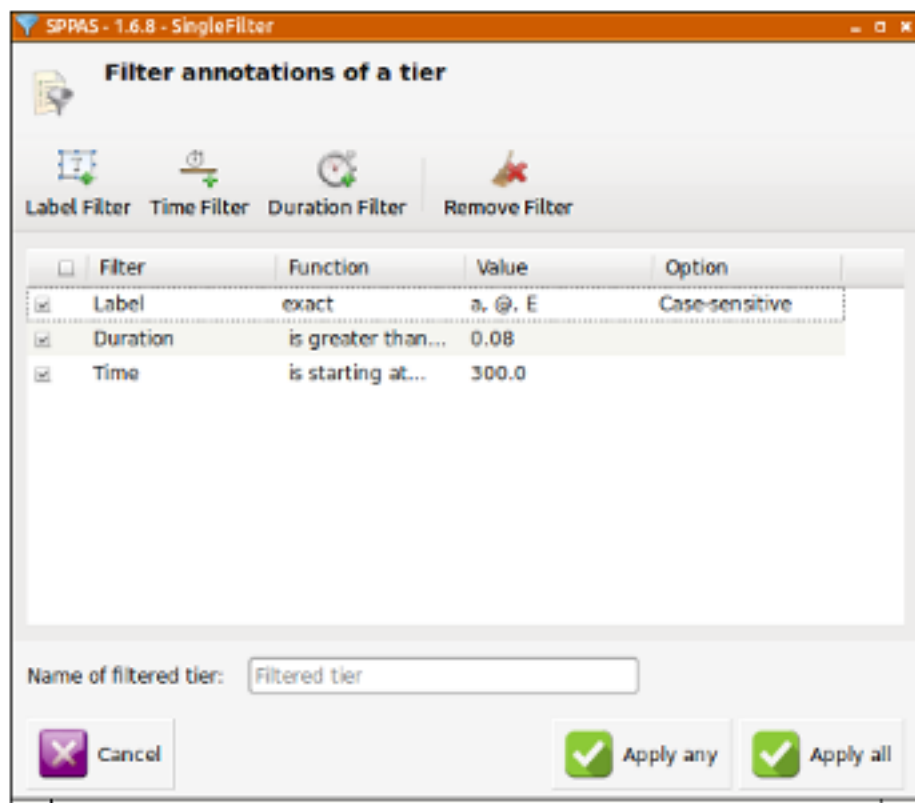 SPPAS - 1.6.8 - SingleFilter
Filter annotations of a tier
Label Filter Time Filter Duration Filter Remove Filter
Filter Function Value Option
Label exact a, @, E Case-sensitive
Duration is greater than... 0.08
Time is starting at... 300.0
Name of filtered tier: Filtered tier
Cancel Apply any Apply all